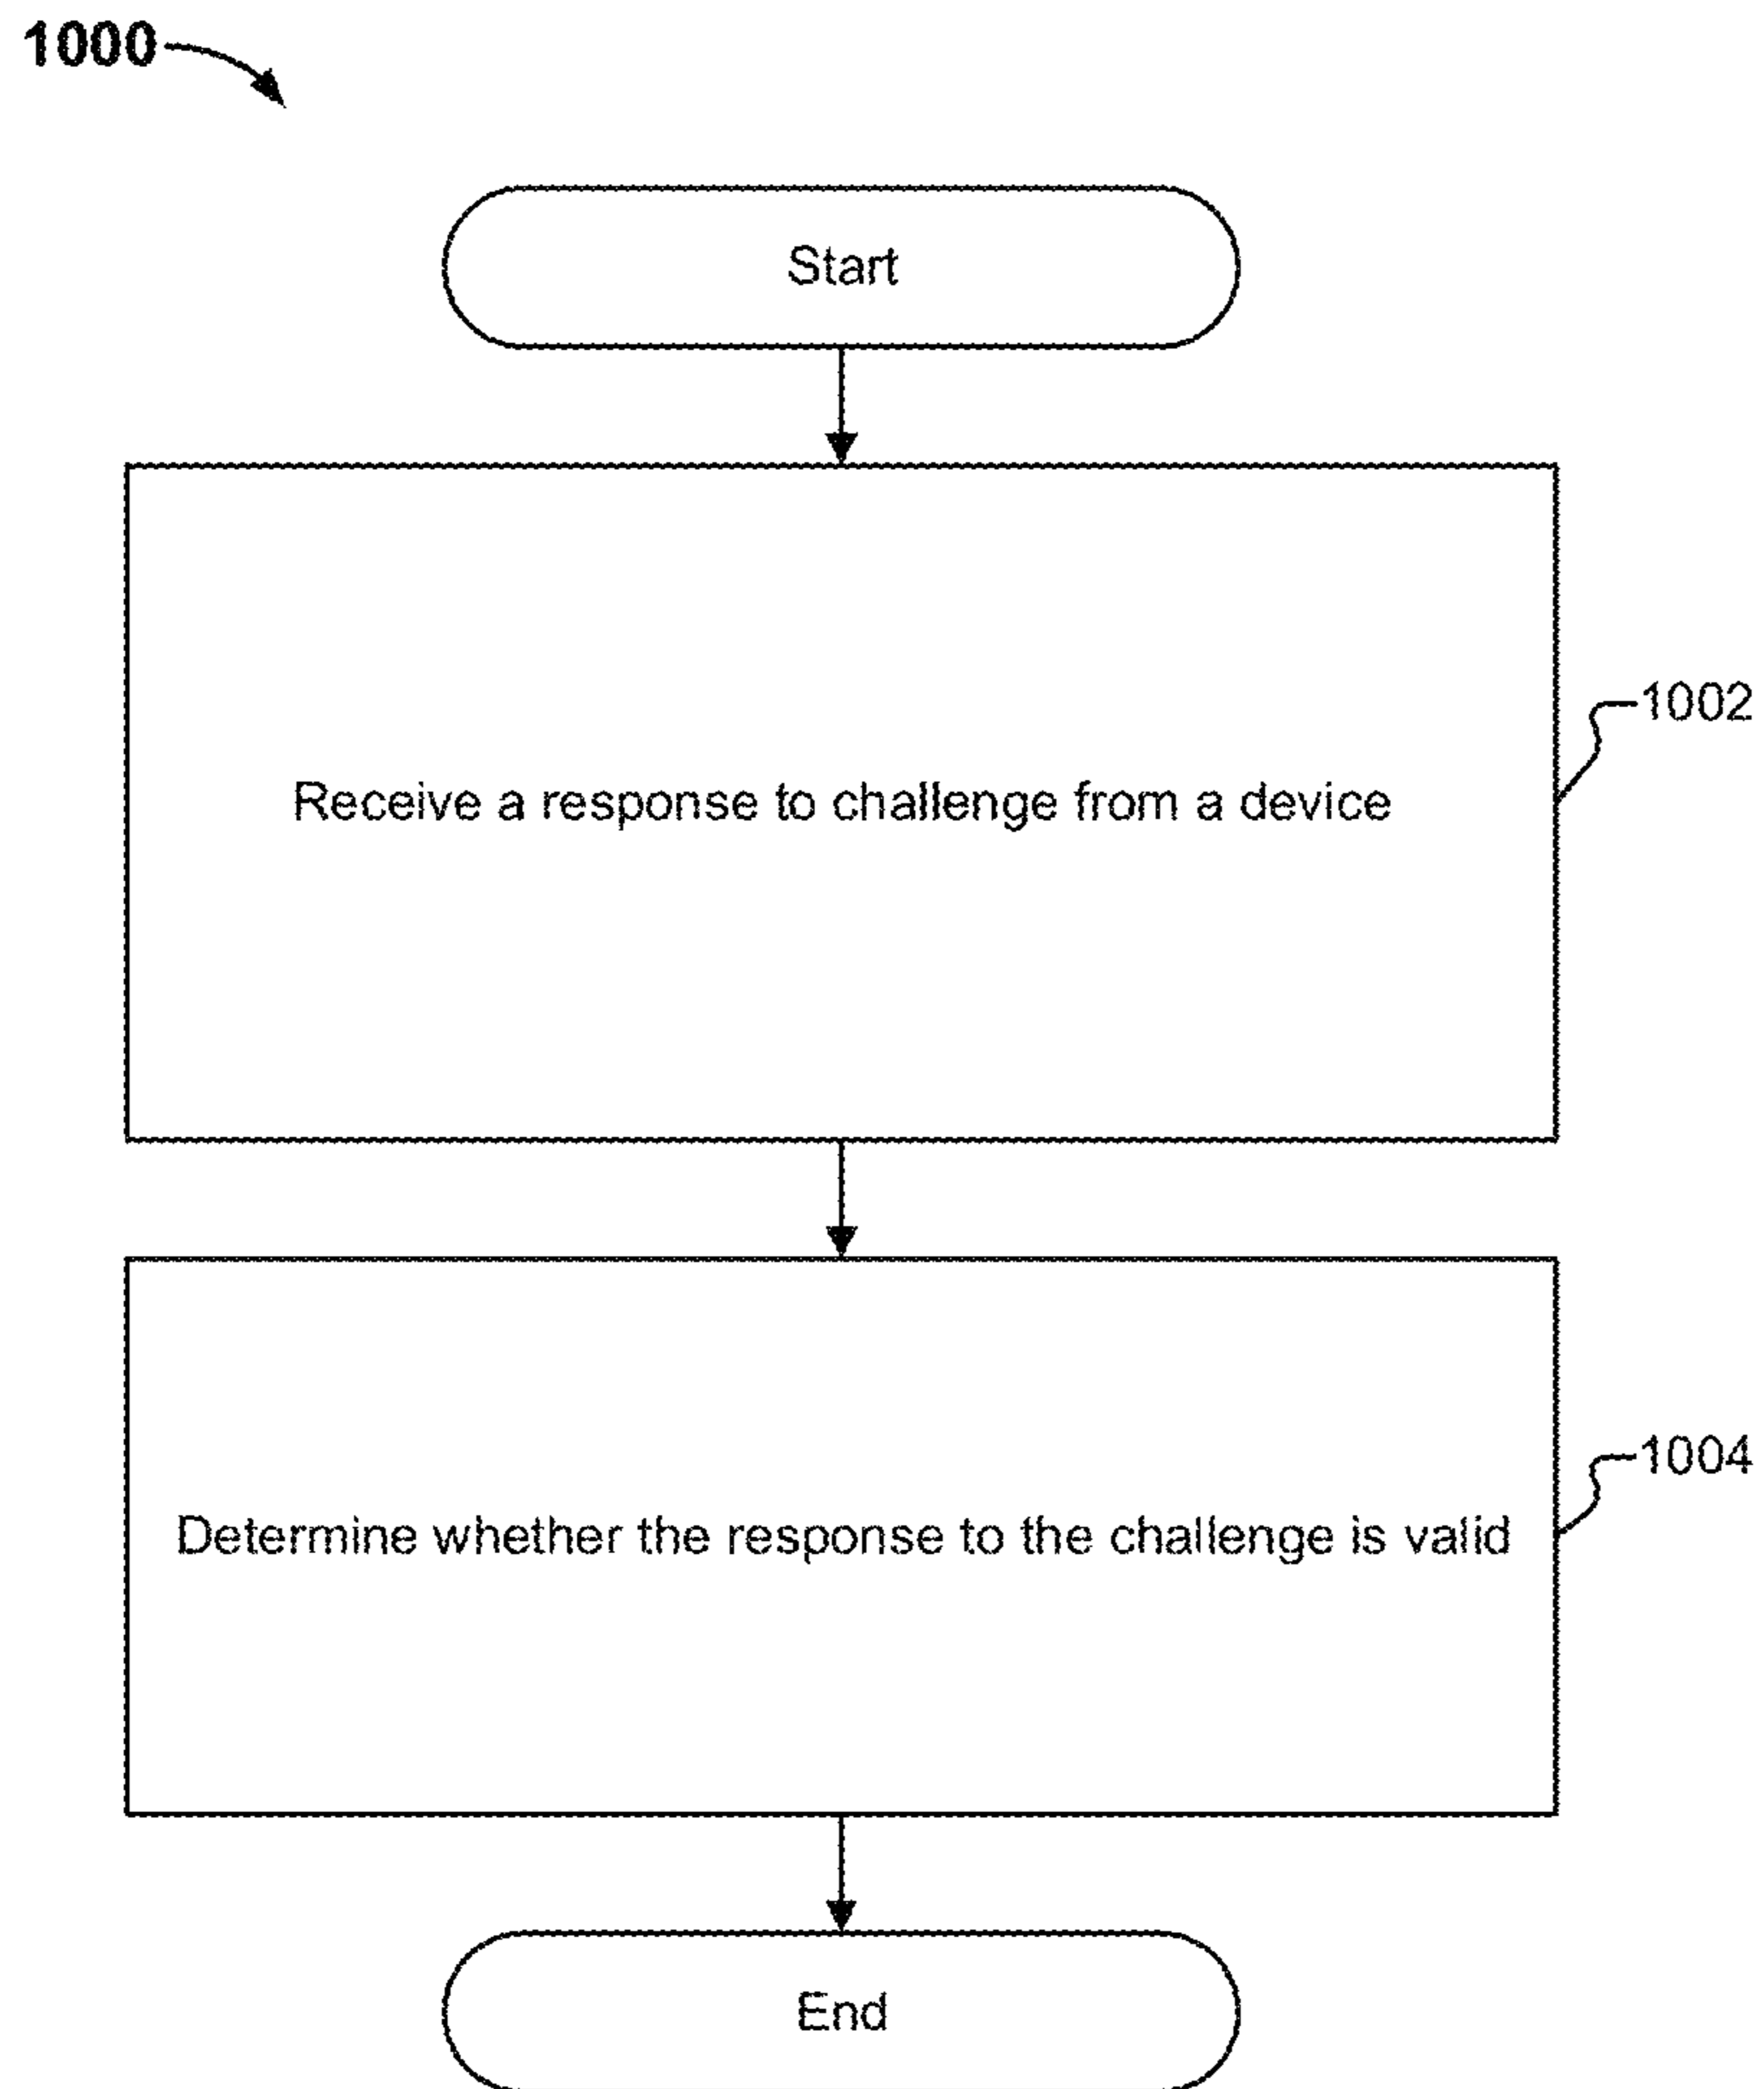 1000
Start
Receive a response to challenge from a device
1002
Determine whether the response to the challenge is valid
1004
End